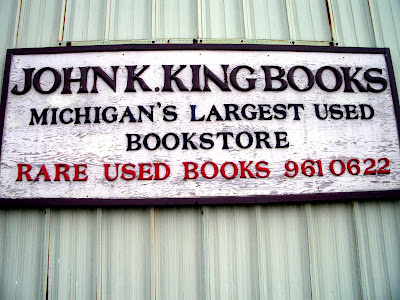 JOHN K. KING BOOKS
MICHIGAN'S LARGEST USED
BOOKSTORE
RARE USED BOOKS 961 0622